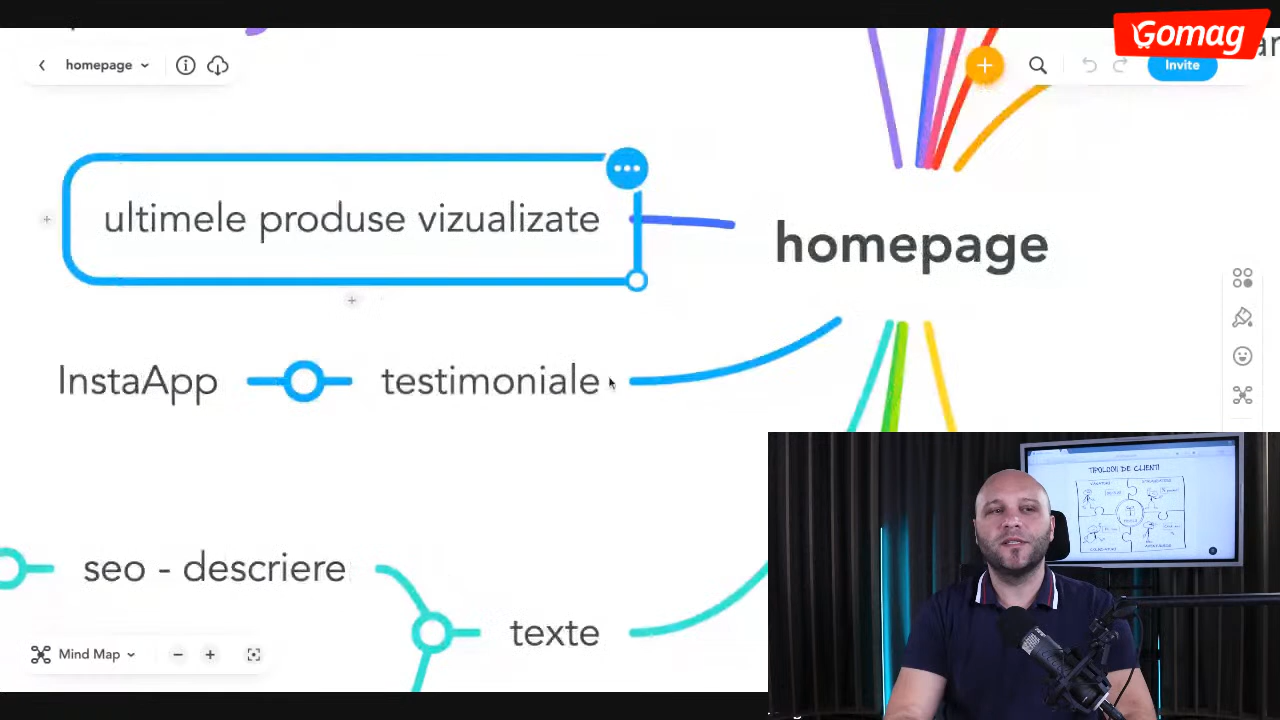 Gomag
homepage
Invite
ultimele produse vizualizate
homepage
InstaApp
testimoniale
seo - descriere
texte
Mind Map
TIPOLOGII DE CLIENTI